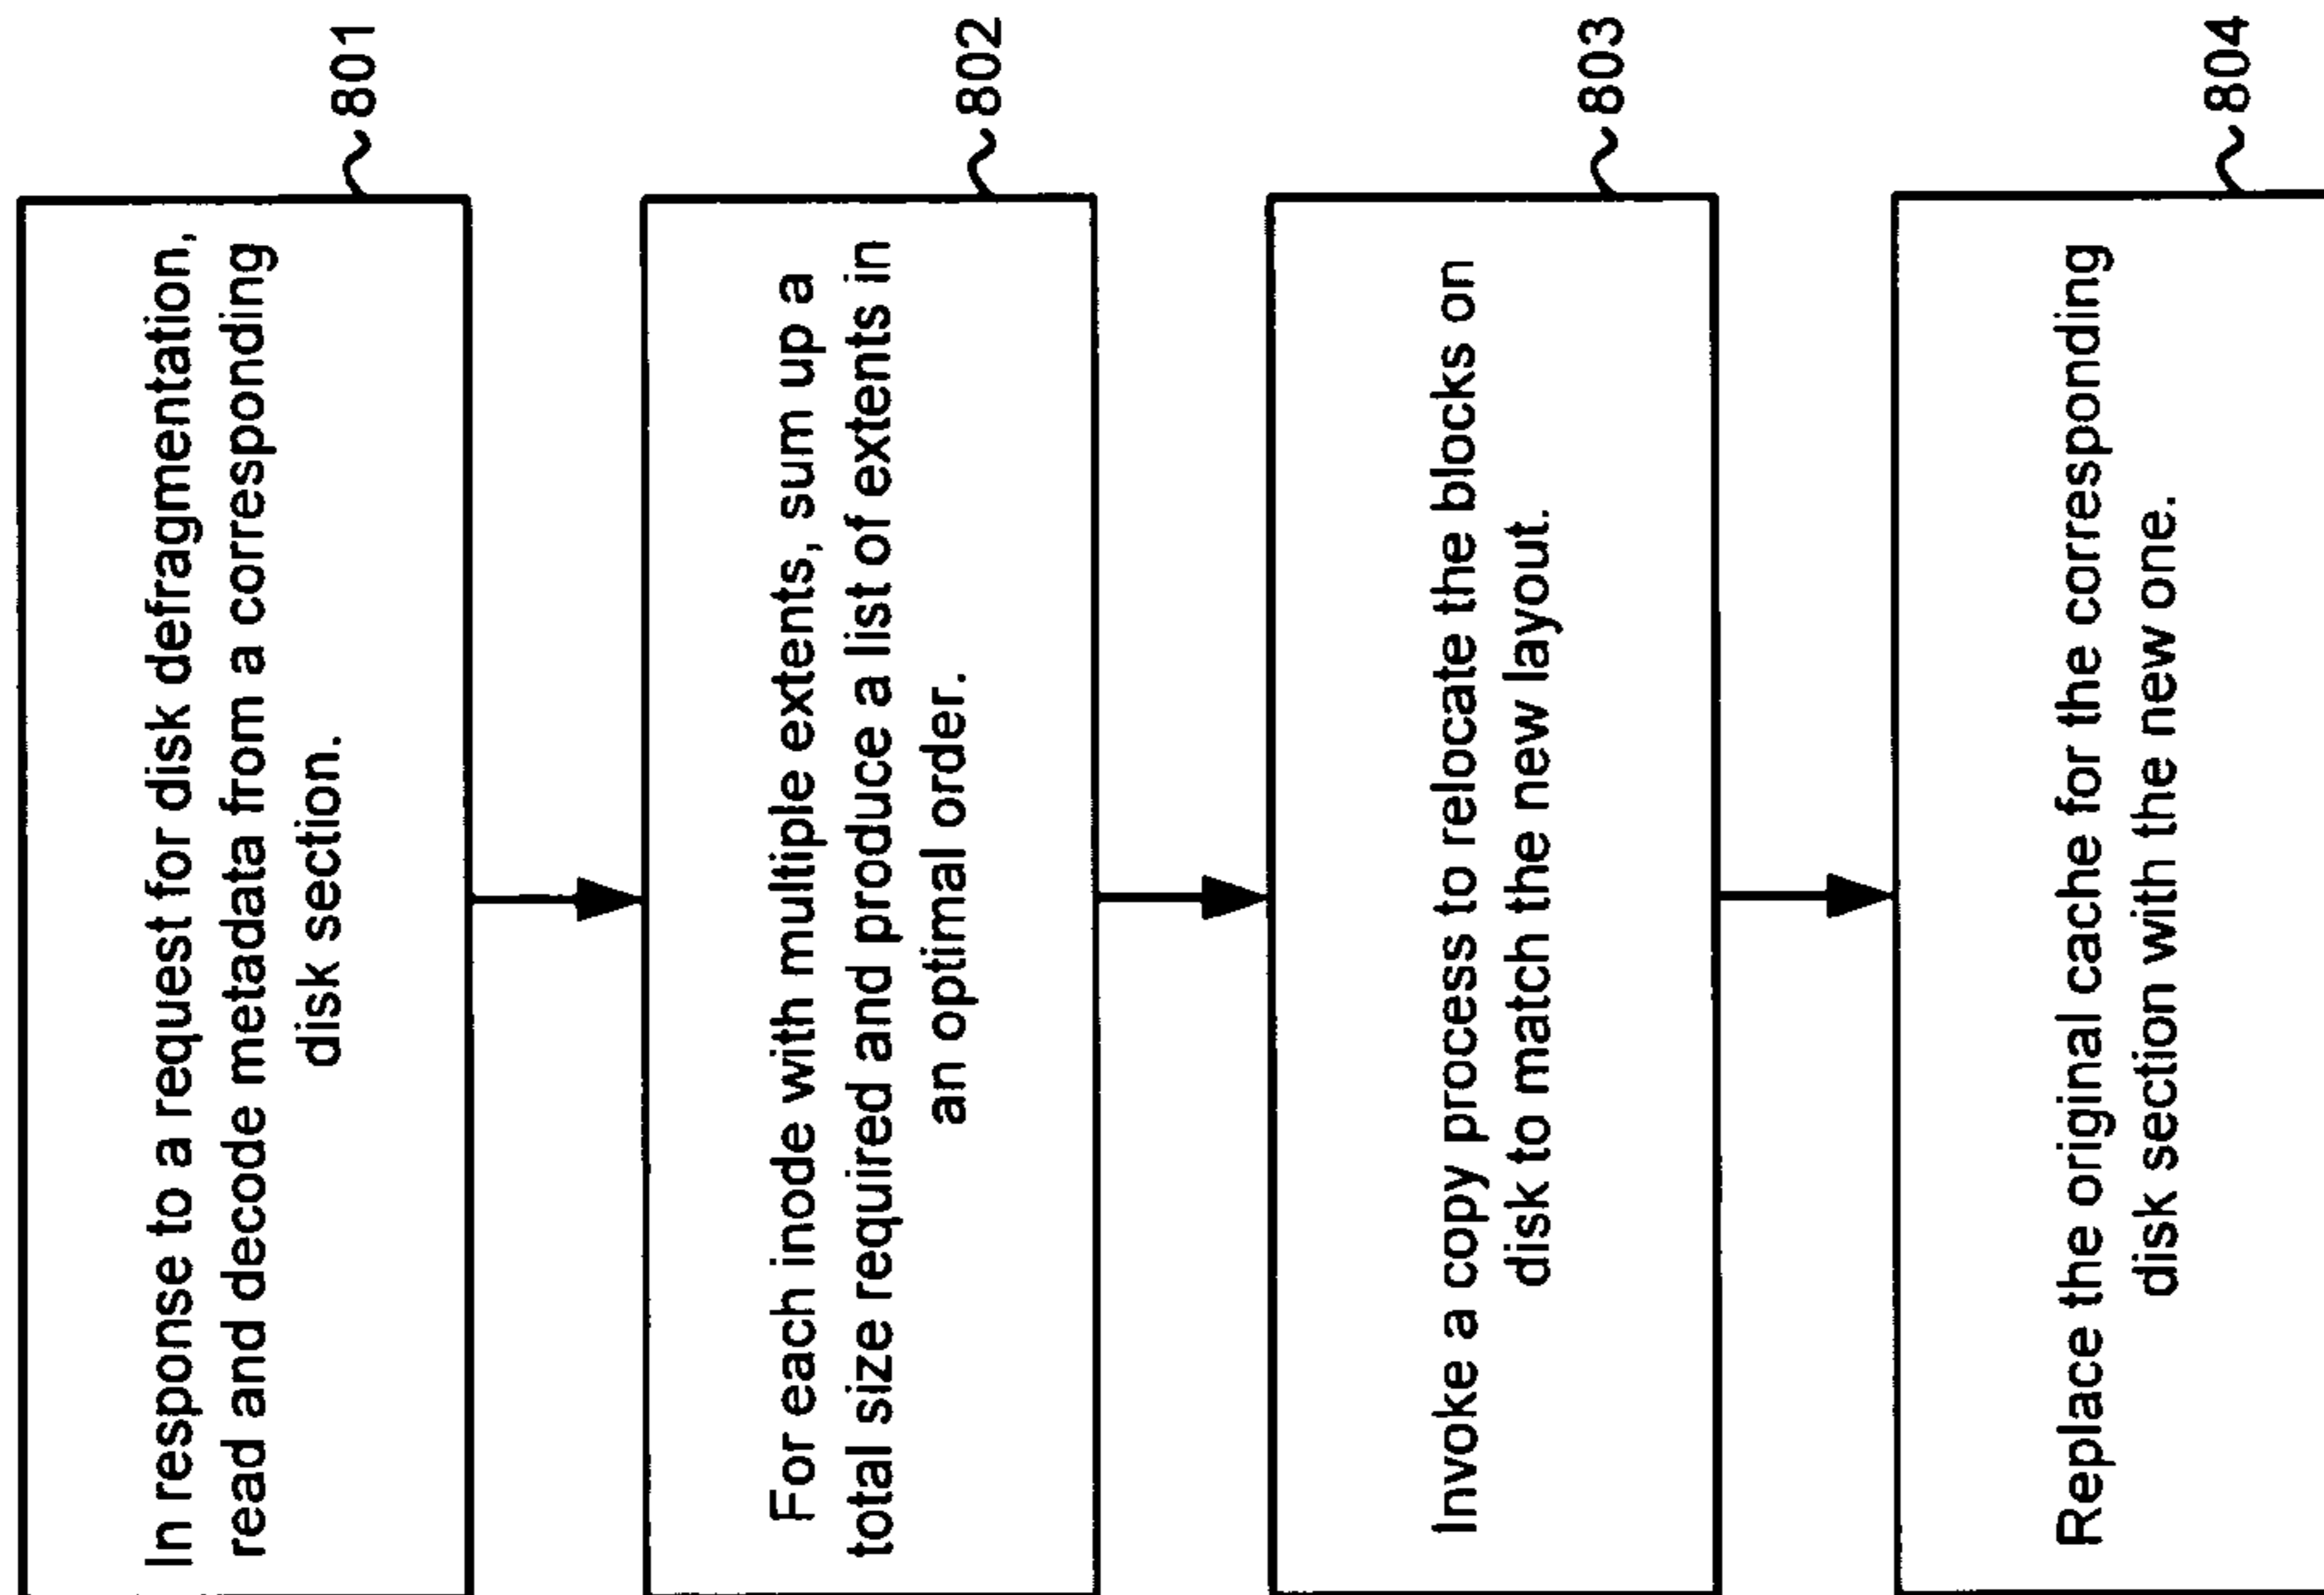 In response to a request for disk defragmentation,
read and decode metadata from a corresponding
disk section.
801
For each inode with multiple extents, sum up a
total size required and produce a list of extents in
an optimal order.
802
Invoke a copy process to relocate the blocks on
disk to match the new layout.
803
Replace the original cache for the corresponding
disk section with the new one.
804